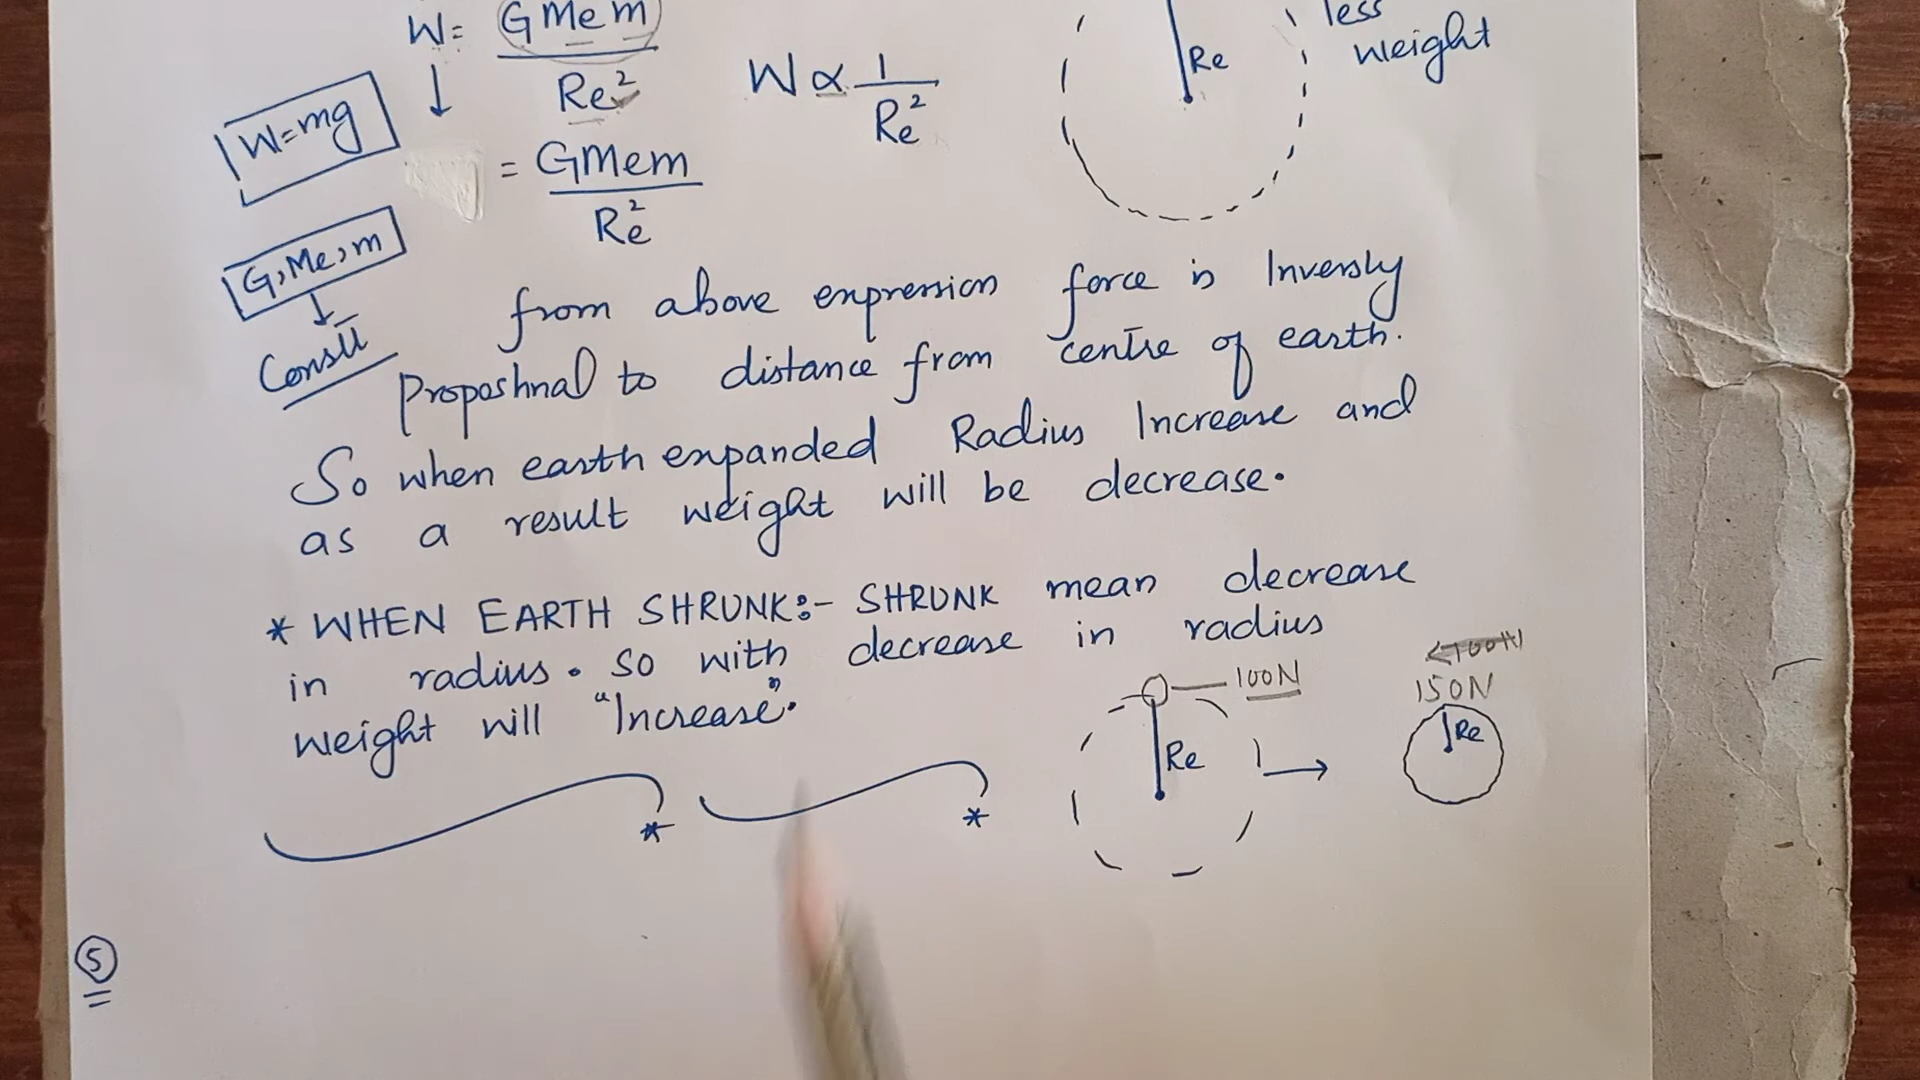 W = GMem
Re²
W ∝ 1
Re²
less
weight
Re
W=mg
= GMem
Re²
G, Me, m
from above expression force is Inversly
Proposhnal to distance from centre of earth.
So when earth expanded Radius Increase and
as a result weight will be decrease.
* WHEN EARTH SHRUNK:- SHRUNK mean decrease
in radius. so with decrease in radius
weight will "Increase".
100N
Re
150N
Re
* *
5